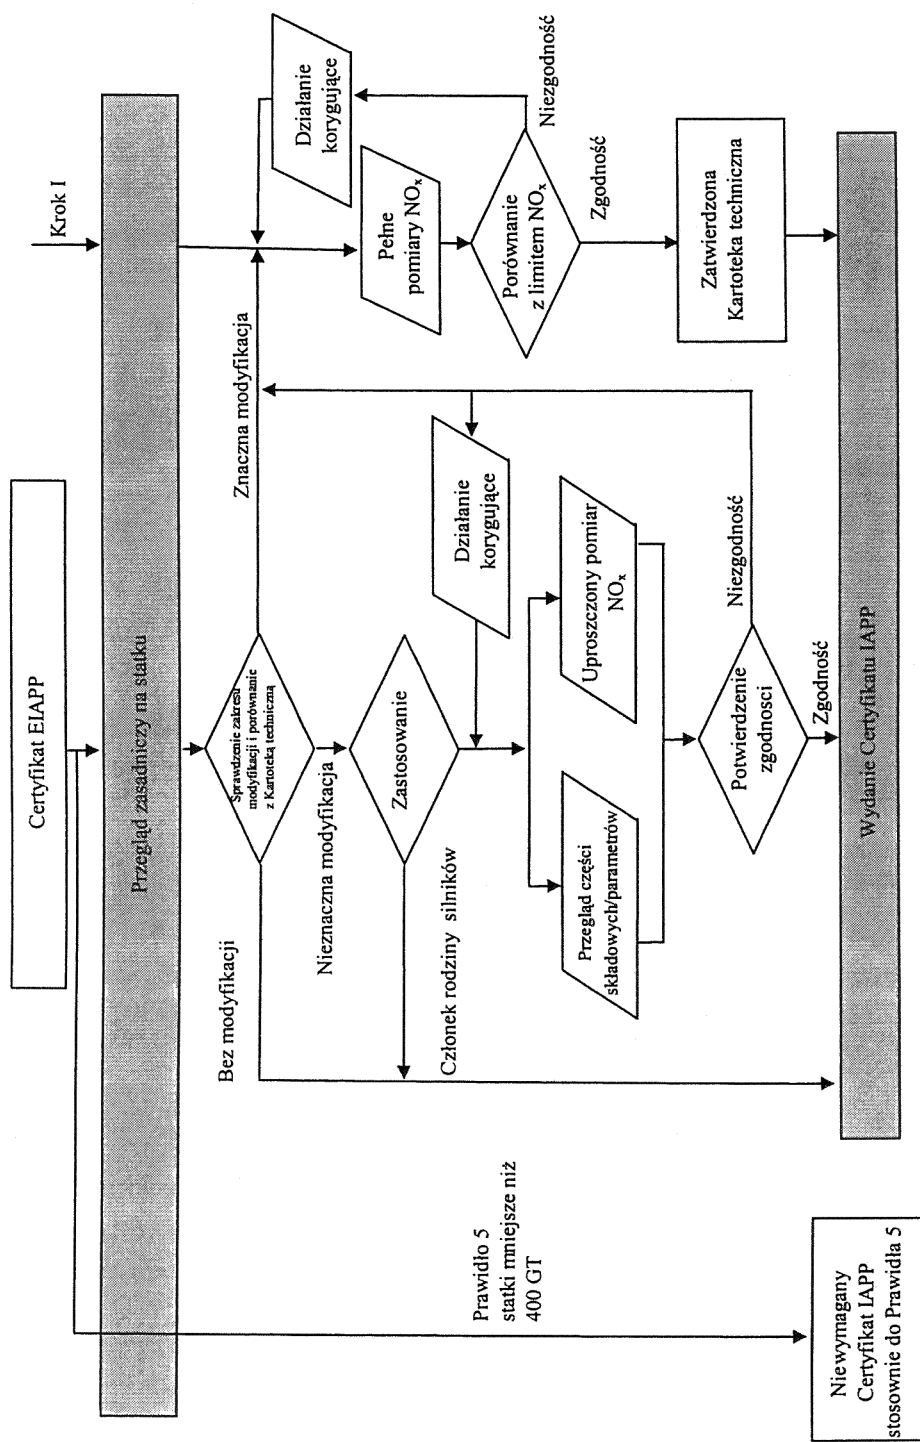 Certyfikat EIAPP
Krok I
Przegląd zasadniczy na statku
Bez modyfikacji
Sprawdzenie zakresu
modyfikacji i porównanie
z Kartoteką techniczną
Znaczna modyfikacja
Działanie
korygujące
Nieznaczna modyfikacja
Pełne
pomiary NOₓ
Zastosowanie
Członek rodziny silników
Działanie
korygujące
Porównanie
z limitem NOₓ
Niezgodność
Zgodność
Prawidło 5
statki mniejsze niż
400 GT
Przegląd części
składowych/parametrów
Uproszczony pomiar
NOₓ
Zatwierdzona
Kartoteka techniczna
Potwierdzenie
zgodnosci
Niezgodność
Zgodność
Niewymagany
Certyfikat IAPP
stosownie do Prawidła 5
Wydanie Certyfikatu IAPP